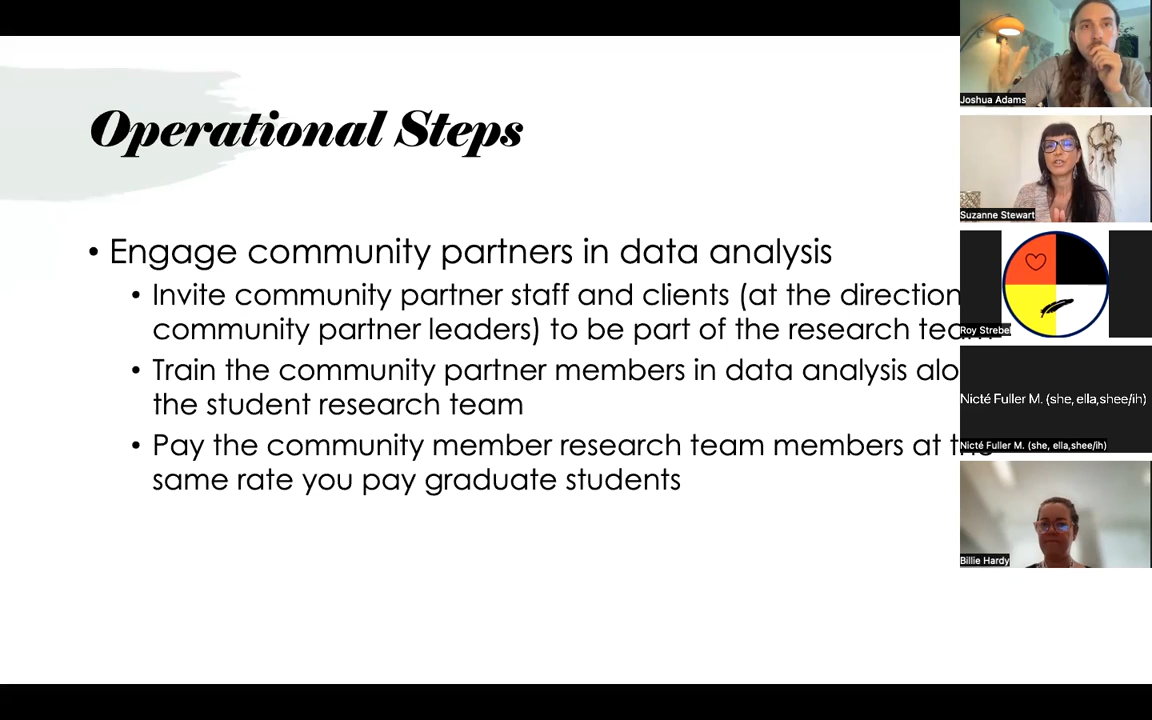 Operational Steps
• Engage community partners in data analysis
• Invite community partner staff and clients (at the direction
community partner leaders) to be part of the research team
• Train the community partner members in data analysis alo
the student research team
• Pay the community member research team members at the
same rate you pay graduate students
Joshua Adams
Suzanne Stewart
Roy Strebel
Nicté Fuller M. (she, ella,shee/ih)
Nicté Fuller M. (she, ella,shee/ih)
Billie Hardy